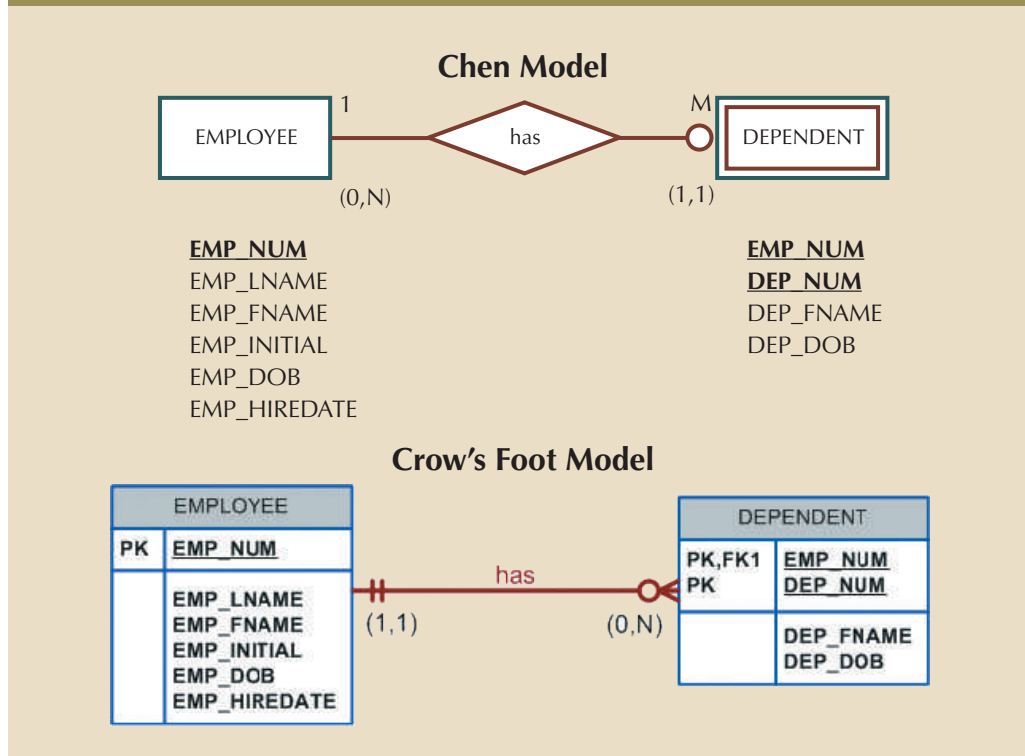 Chen Model
1
M
EMPLOYEE
has
DEPENDENT
(0,N)
(1,1)
EMP_NUM
EMP_LNAME
EMP_FNAME
EMP_INITIAL
EMP_DOB
EMP_HIREDATE
EMP_NUM
DEP_NUM
DEP_FNAME
DEP_DOB
Crow's Foot Model
EMPLOYEE
PK EMP_NUM
EMP_LNAME
EMP_FNAME
EMP_INITIAL
EMP_DOB
EMP_HIREDATE
has
(1,1)
(0,N)
DEPENDENT
PK,FK1 EMP_NUM
PK DEP_NUM
DEP_FNAME
DEP_DOB